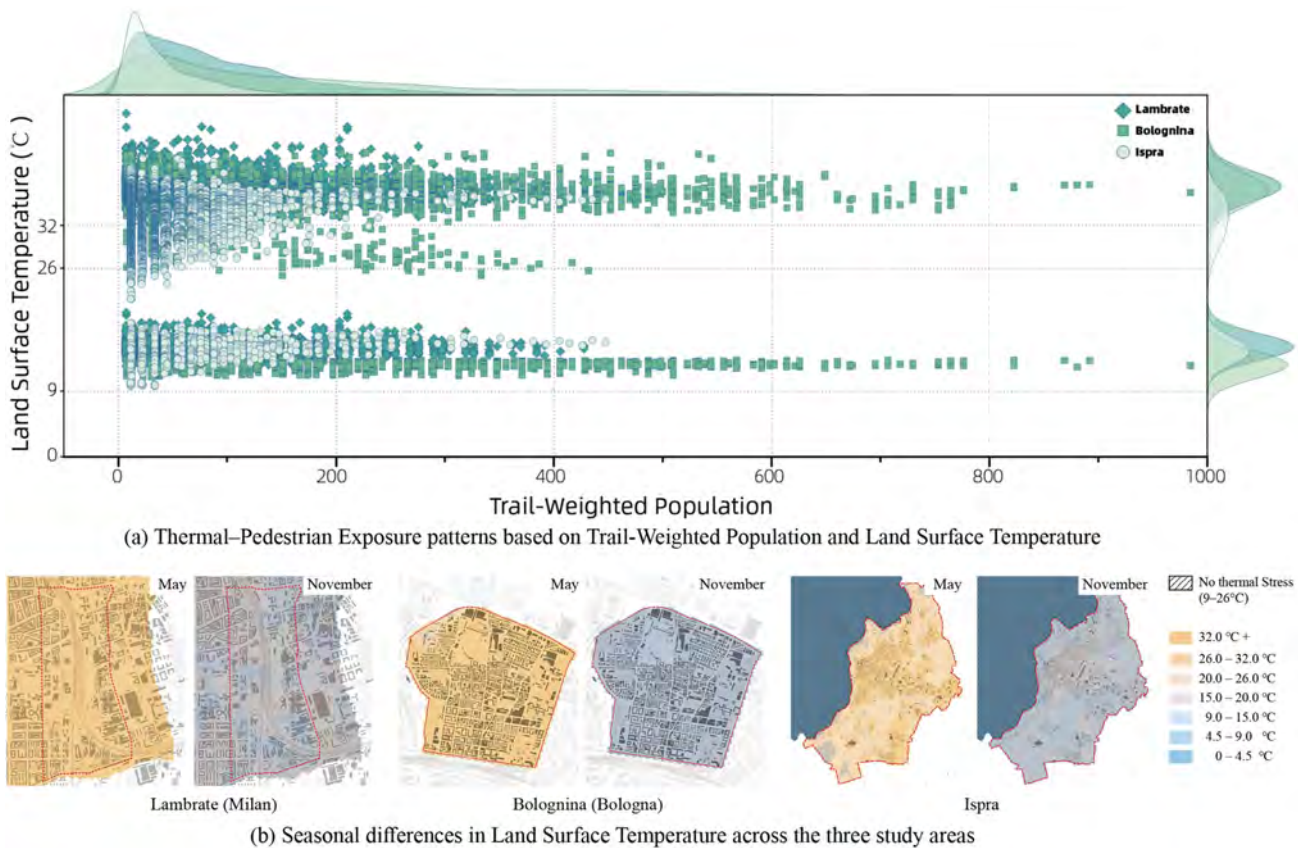 Lambrate
Bolognina
Ispra
Land Surface Temperature (℃)
32
26
9
0
0
200
400
600
800
1000
Trail-Weighted Population
(a) Thermal–Pedestrian Exposure patterns based on Trail-Weighted Population and Land Surface Temperature
May
November
May
November
May
November
No thermal Stress
(9–26°C)
32.0 °C +
26.0 – 32.0 °C
20.0 – 26.0 °C
15.0 – 20.0 °C
9.0 – 15.0 °C
4.5 – 9.0 °C
0 – 4.5 °C
Lambrate (Milan)
Bolognina (Bologna)
Ispra
(b) Seasonal differences in Land Surface Temperature across the three study areas